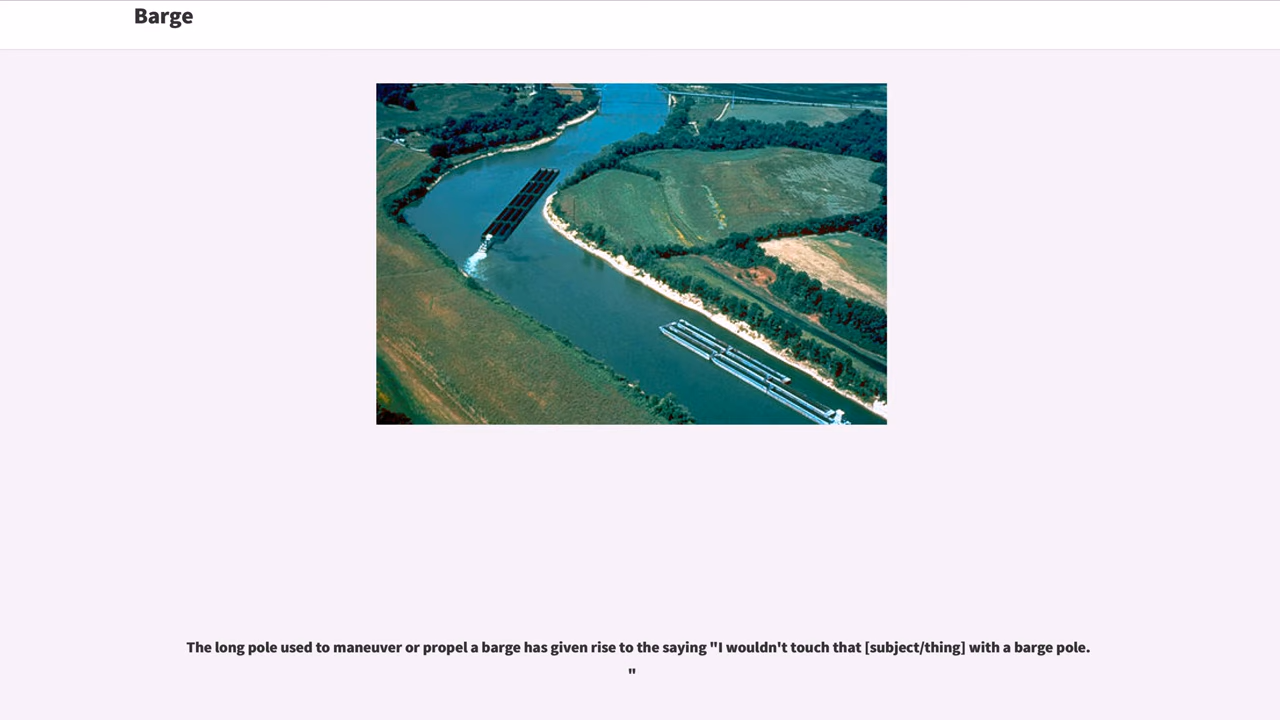 Barge
The long pole used to maneuver or propel a barge has given rise to the saying "I wouldn't touch that [subject/thing] with a barge pole.
"